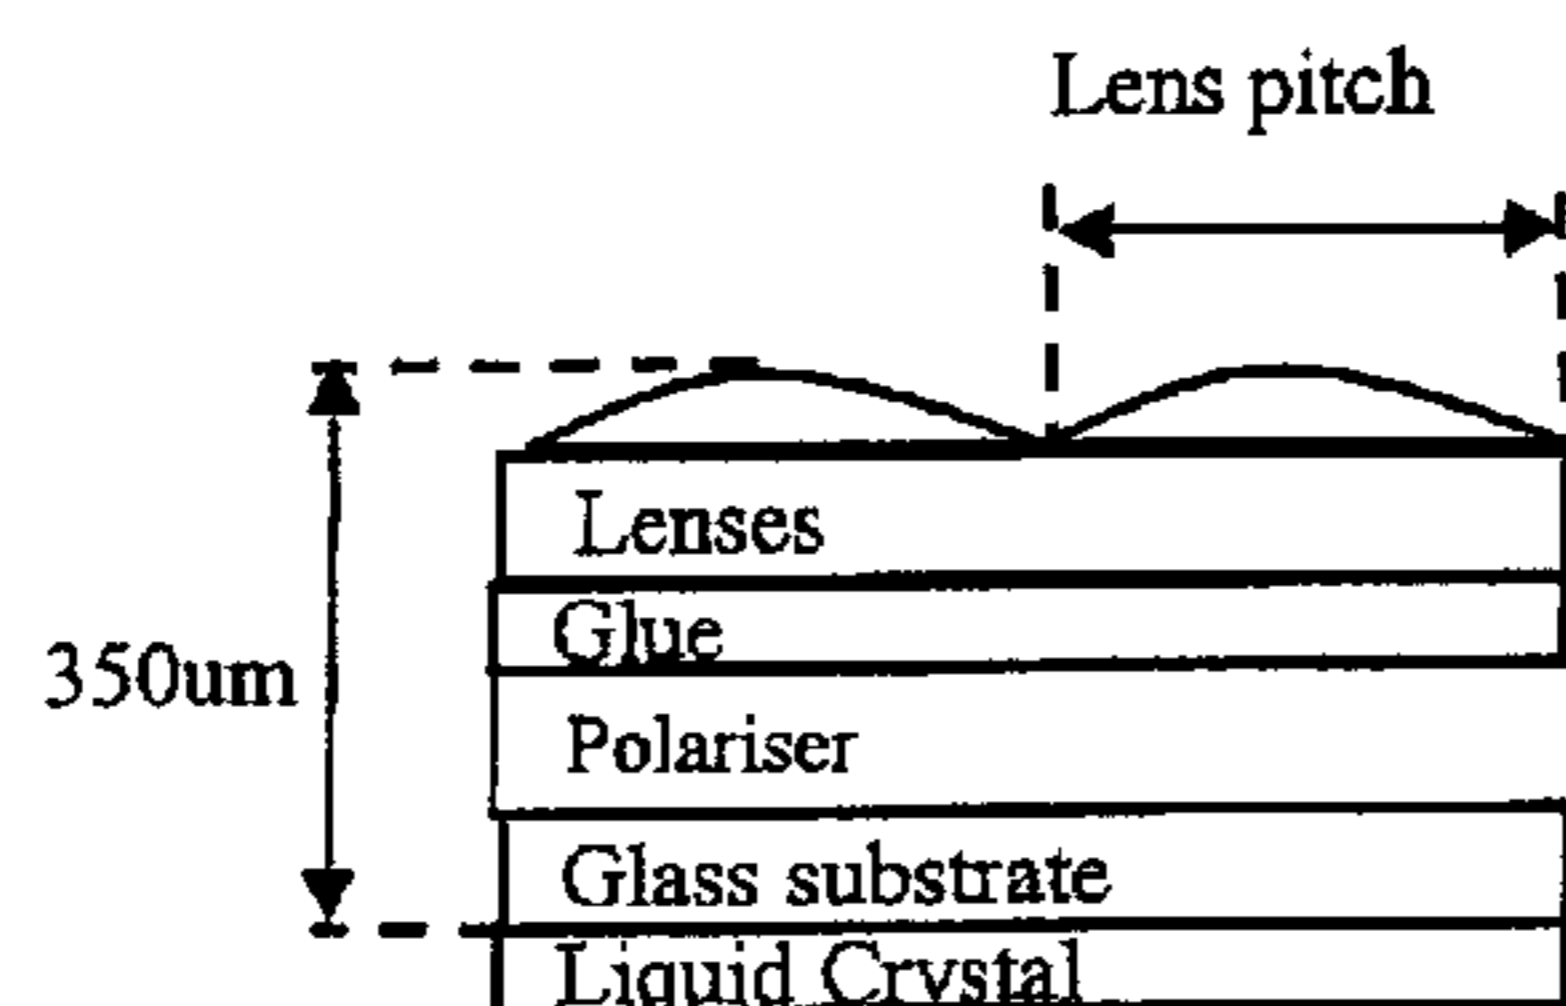 Lens pitch
Lenses
Glue
350um
Polariser
Glass substrate
Liquid Crystal